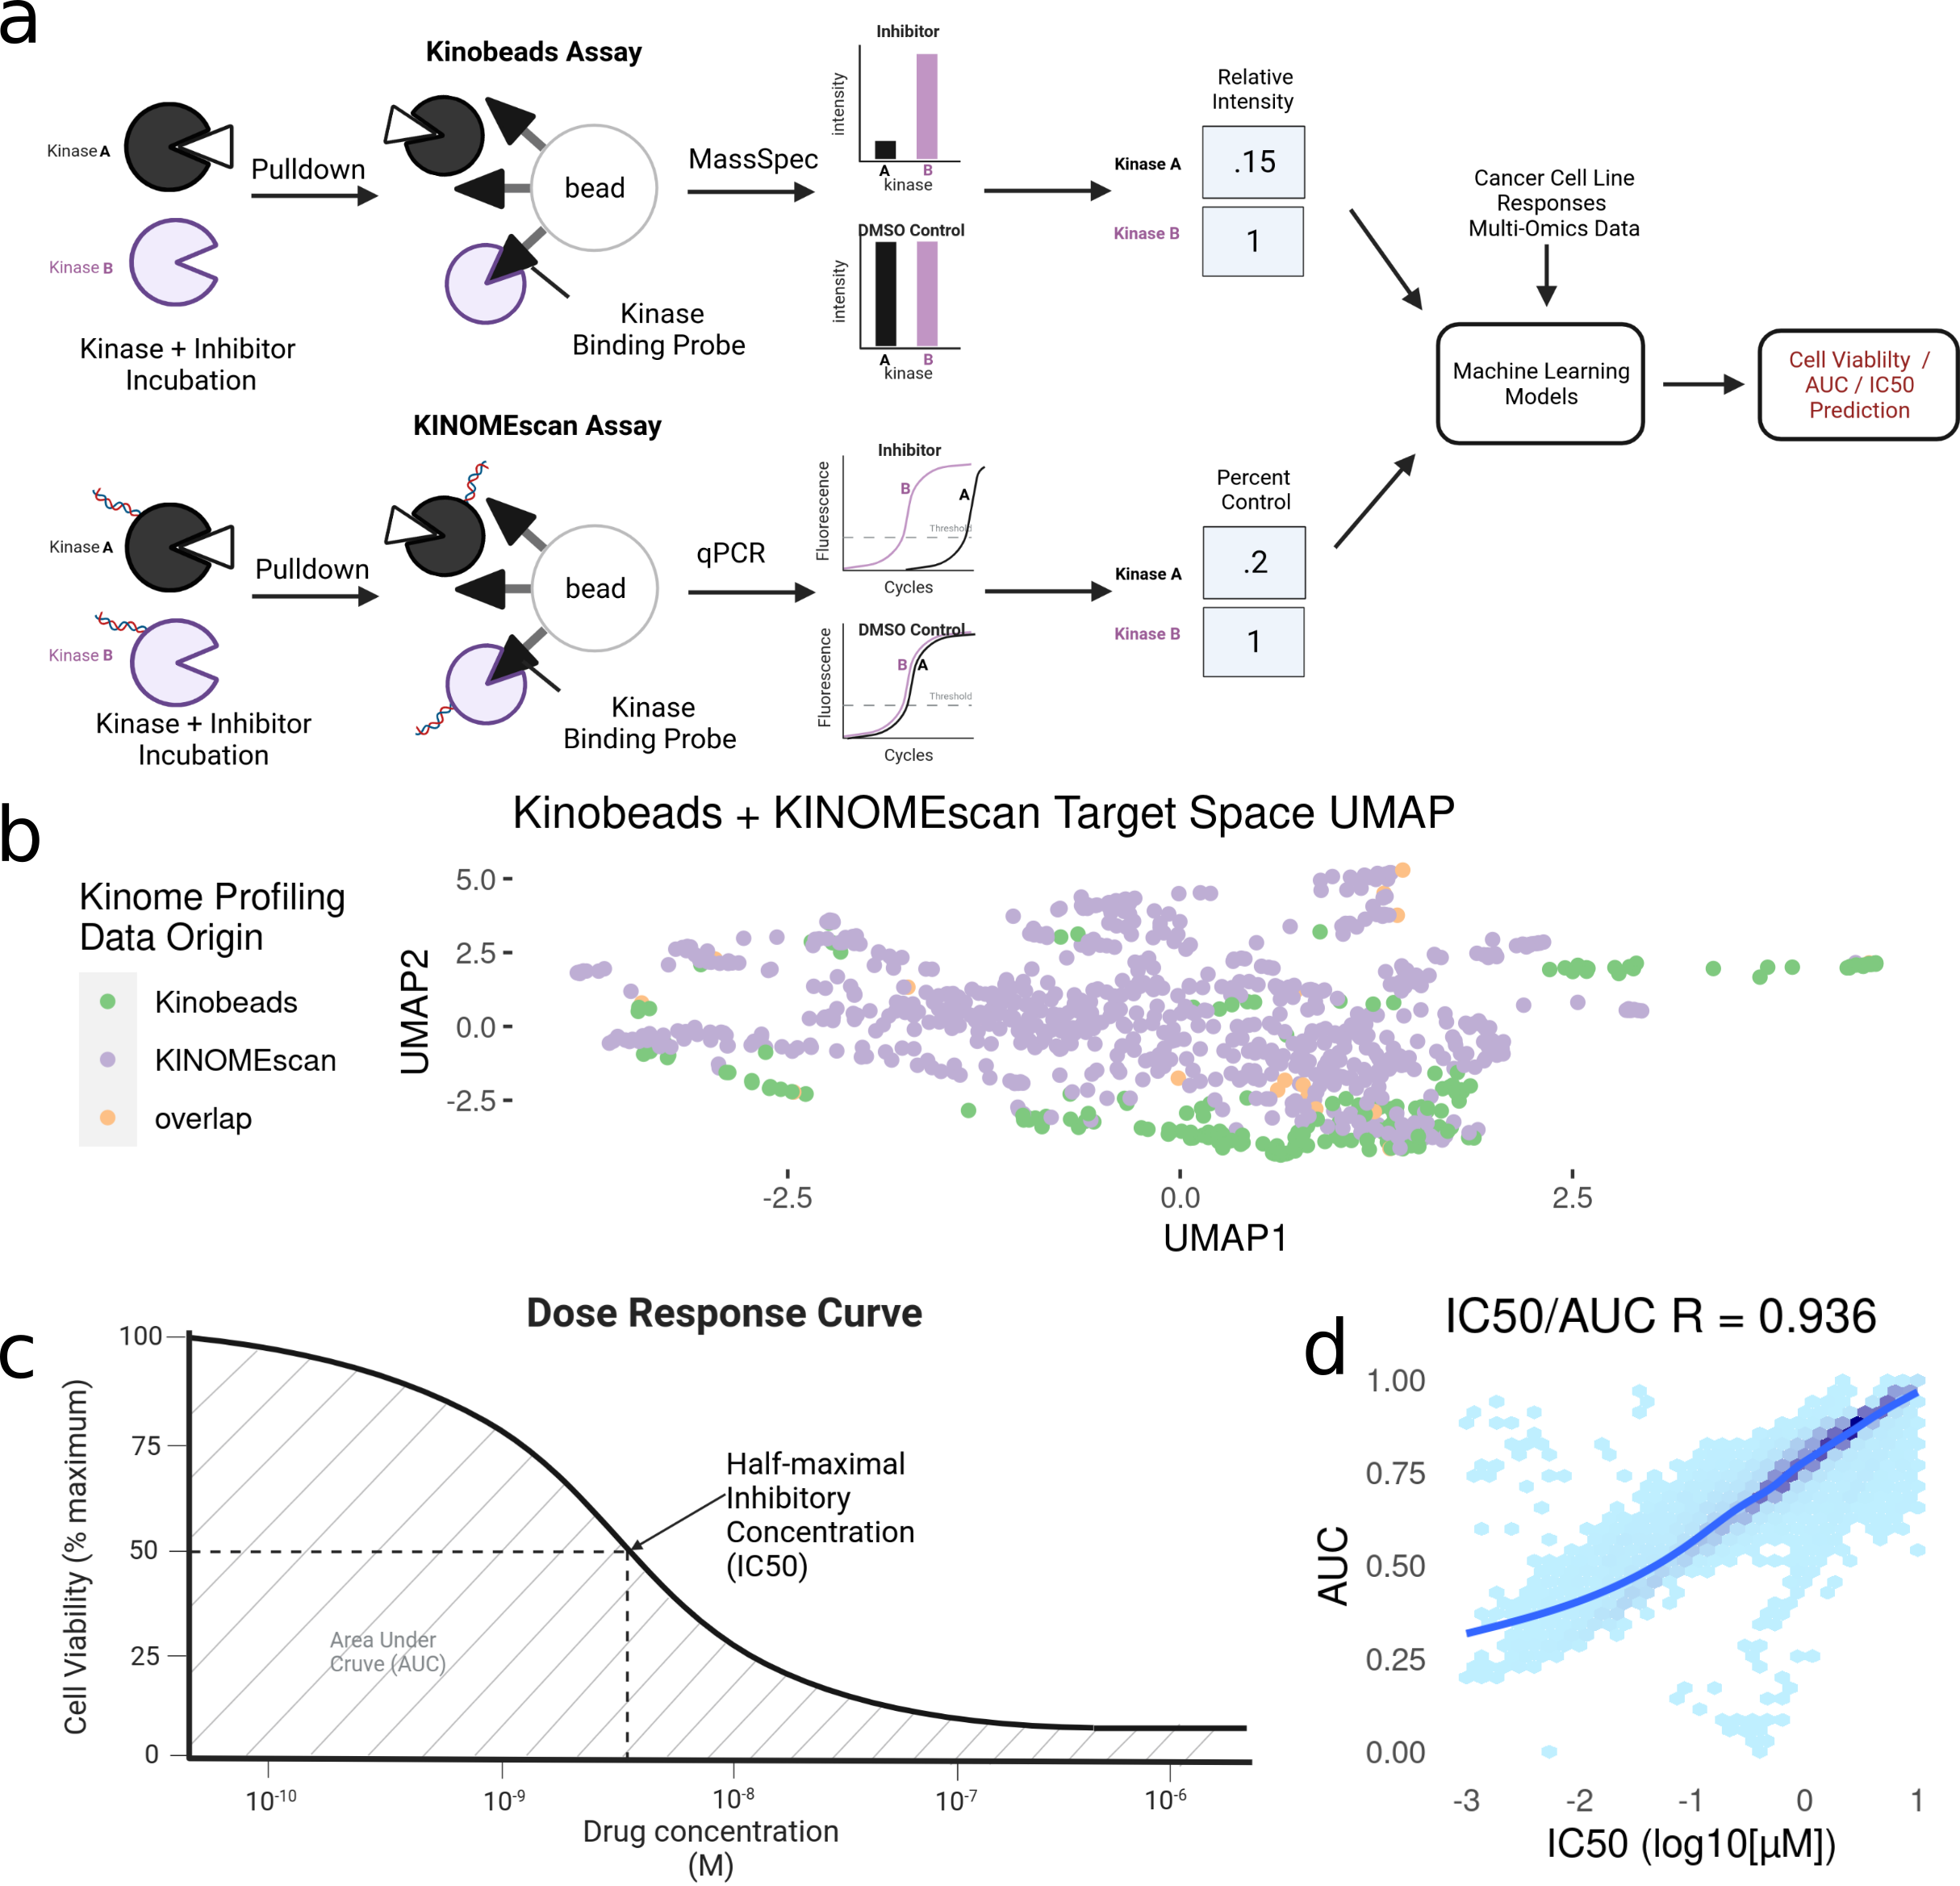 a
Kinobeads Assay
Kinase A
Kinase B
Pulldown
Kinase + Inhibitor
Incubation
bead
Kinase
Binding Probe
MassSpec
Inhibitor
intensity
A B
kinase
DMSO Control
intensity
A B
kinase
Relative
Intensity
Kinase A
.15
Kinase B
1
Cancer Cell Line
Responses
Multi-Omics Data
Machine Learning
Models
Cell Viablilty /
AUC / IC50
Prediction
KINOMEscan Assay
Kinase A
Kinase B
Pulldown
Kinase + Inhibitor
Incubation
bead
Kinase
Binding Probe
qPCR
Inhibitor
Fluorescence
B
A
Threshold
Cycles
DMSO Control
Fluorescence
B A
Threshold
Cycles
Percent
Control
Kinase A
.2
Kinase B
1
b
Kinobeads + KINOMEscan Target Space UMAP
Kinome Profiling
Data Origin
Kinobeads
KINOMEscan
overlap
UMAP2
5.0
2.5
0.0
-2.5
-2.5
0.0
2.5
UMAP1
c
Dose Response Curve
Cell Viability (% maximum)
100
75
50
25
0
Half-maximal
Inhibitory
Concentration
(IC50)
Area Under
Cruve (AUC)
10-10
10-9
10-8
10-7
10-6
Drug concentration
(M)
d
IC50/AUC R = 0.936
AUC
1.00
0.75
0.50
0.25
0.00
-3
-2
-1
0
1
IC50 (log10[µM])